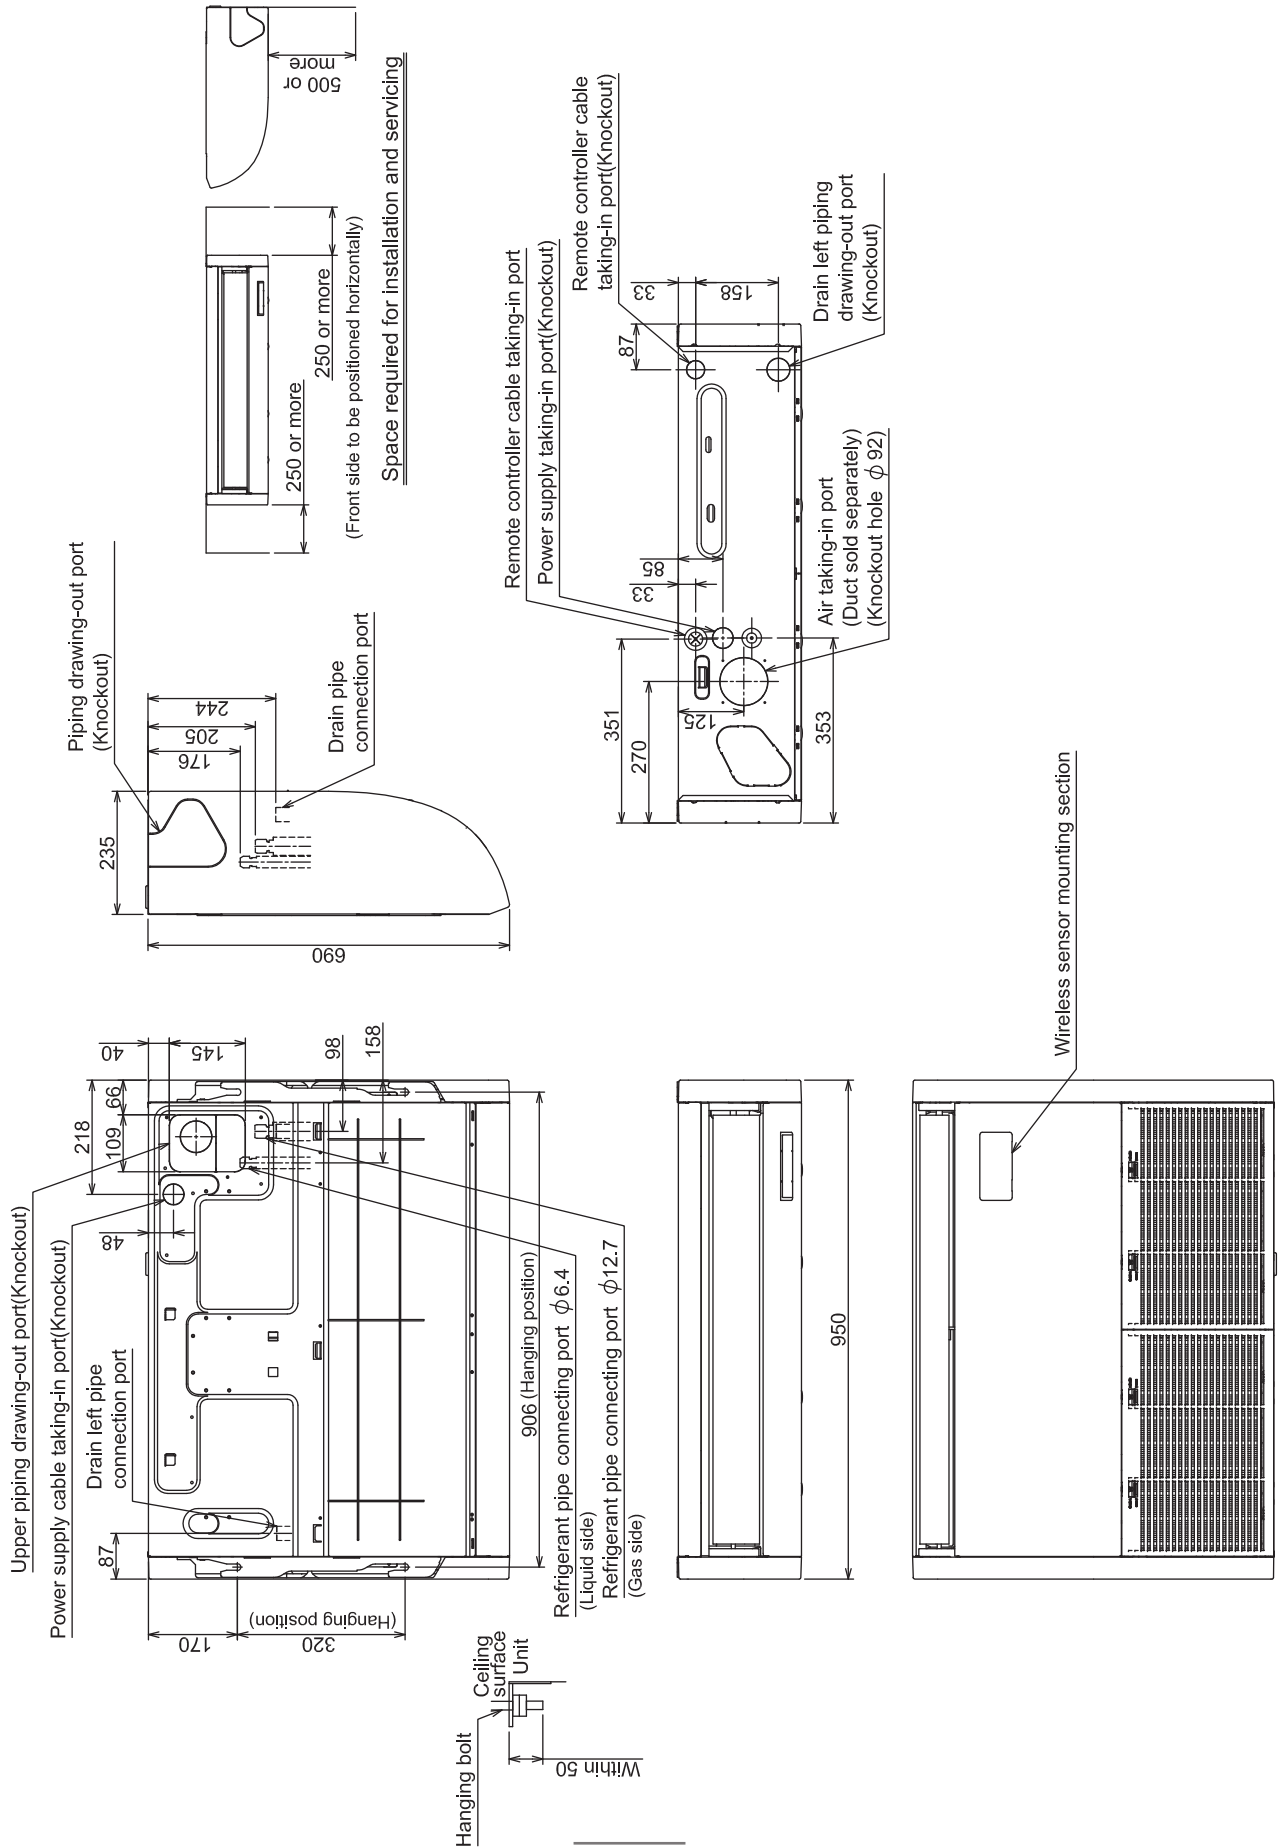 Upper piping drawing-out port(Knockout)
Power supply cable taking-in port(Knockout)
Drain left pipe
connection port
87
48
218
109
66
40
145
98
158
170
320
(Hanging position)
906 (Hanging position)
Refrigerant pipe connecting port ϕ6.4
(Liquid side)
Refrigerant pipe connecting port ϕ12.7
(Gas side)
Hanging bolt
Ceiling
surface
Unit
Within 50
Piping drawing-out port
(Knockout)
235
690
176
205
244
Drain pipe
connection port
250 or more
250 or more
(Front side to be positioned horizontally)
500 or
more
Space required for installation and servicing
950
Remote controller cable taking-in port
Power supply taking-in port(Knockout)
Remote controller cable
taking-in port(Knockout)
351
270
125
33
85
87
33
158
353
Drain left piping
drawing-out port
(Knockout)
Air taking-in port
(Duct sold separately)
(Knockout hole ϕ92)
Wireless sensor mounting section